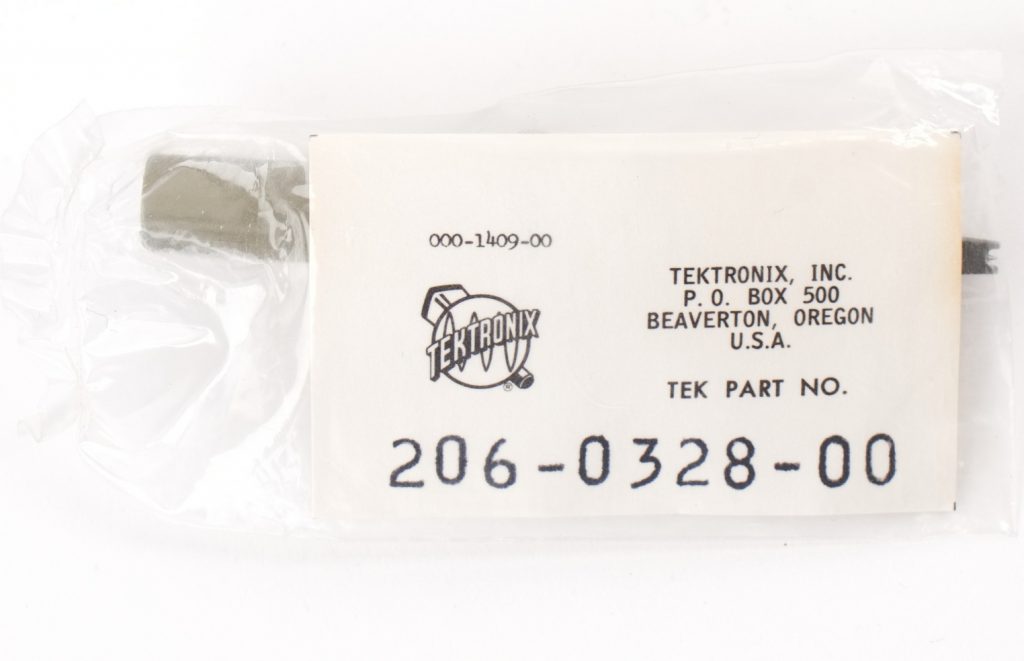 000-1409-00
TEKTRONIX
®
TEKTRONIX, INC.
P. O. BOX 500
BEAVERTON, OREGON
U.S.A.
TEK PART NO.
206-0328-00